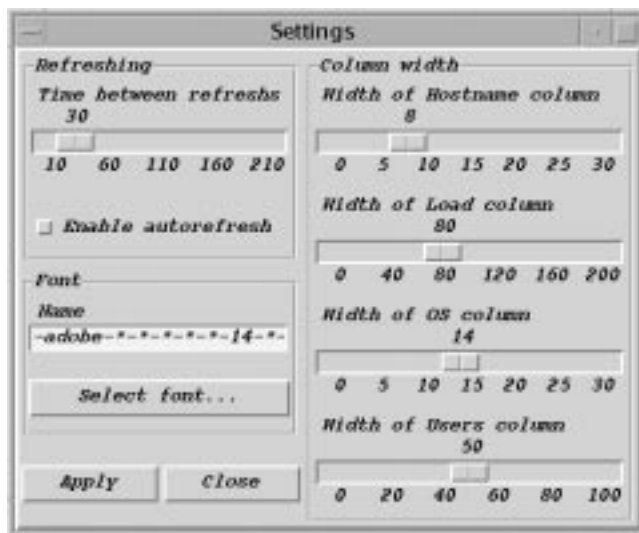 Settings
Refreshing
Time between refreshs
30
10 60 110 160 210
Enable autorefresh
Font
Name
-adobe-*-*-*-*-*-14-*-
Select font...
Apply Close
Column width
Width of Hostname column
8
0 5 10 15 20 25 30
Width of Load column
80
0 40 80 120 160 200
Width of OS column
14
0 5 10 15 20 25 30
Width of Users column
50
0 20 40 60 80 100